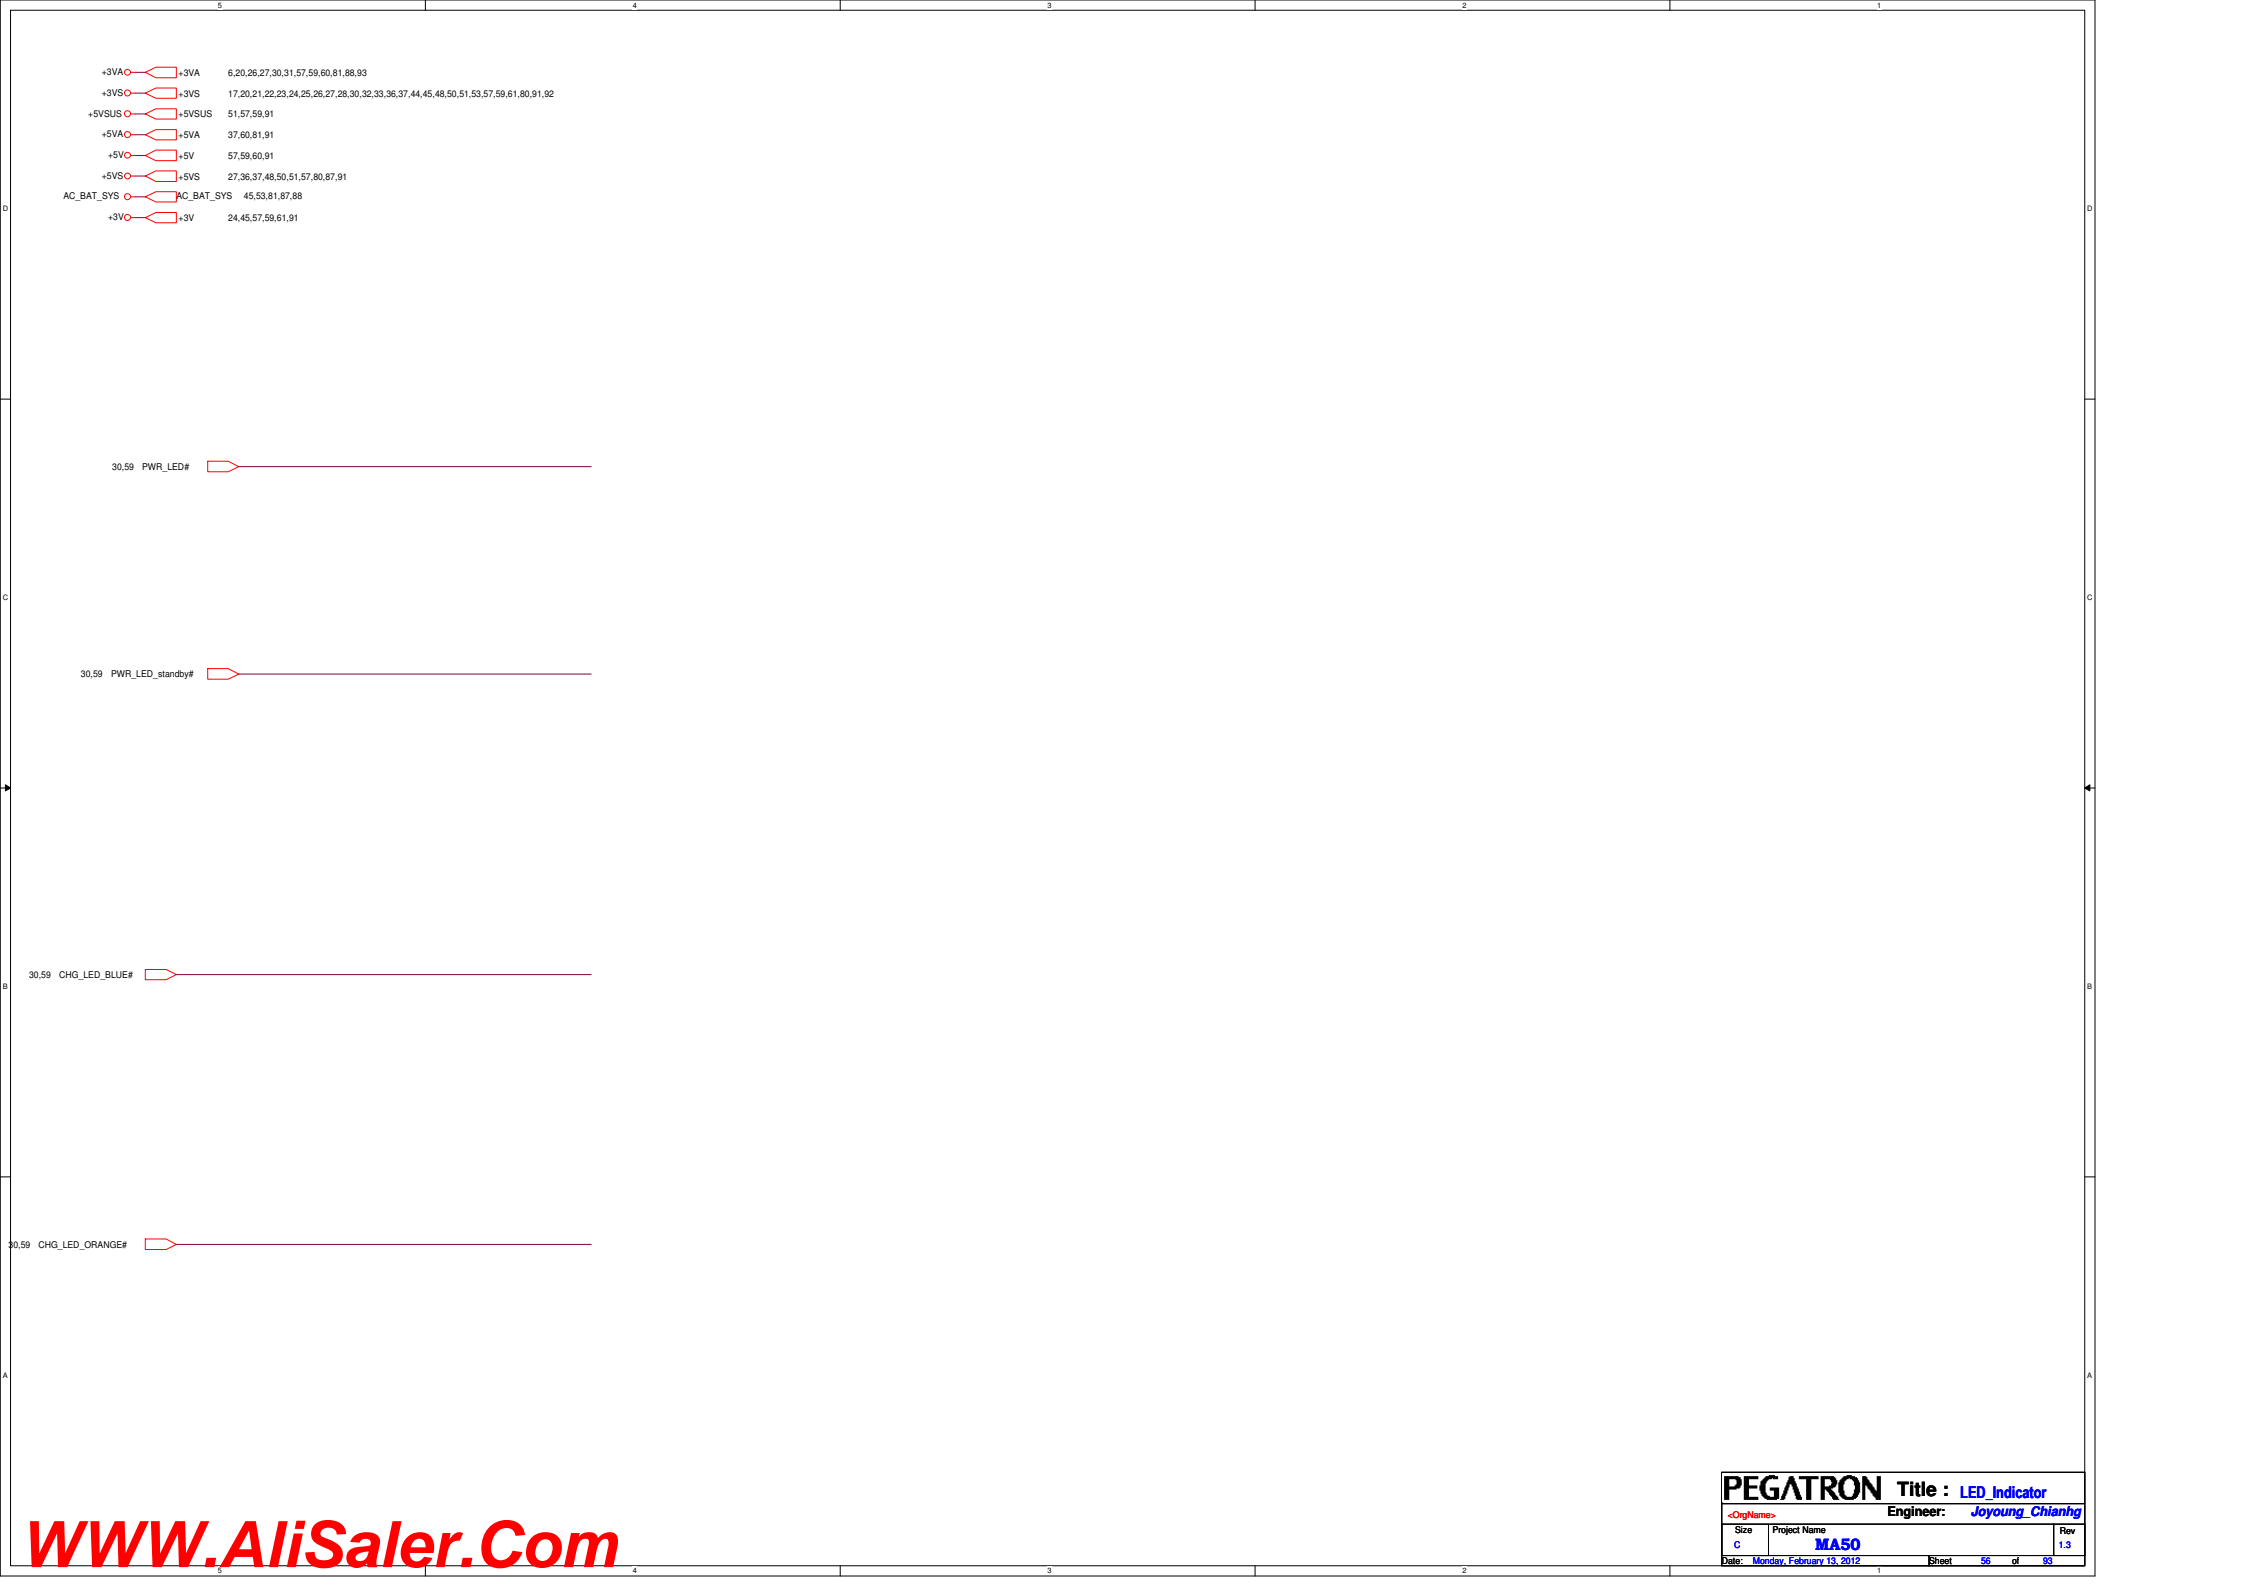 5 4 3 2 1
+3VA +3VA 6,20,26,27,30,31,57,59,60,81,88,93
+3VS +3VS 17,20,21,22,23,24,25,26,27,28,30,32,33,36,37,44,45,48,50,51,53,57,59,61,80,91,92
+5VSUS +5VSUS 51,57,59,91
+5VA +5VA 37,60,81,91
+5V +5V 57,59,60,91
+5VS +5VS 27,36,37,48,50,51,57,80,87,91
AC_BAT_SYS AC_BAT_SYS 45,53,81,87,88
D D
+3V +3V 24,45,57,59,61,91
30,59 PWR_LED#
C C
30,59 PWR_LED_standby#
30,59 CHG_LED_BLUE#
B B
30,59 CHG_LED_ORANGE#
A A
PEGATRON Title : LED_Indicator
<OrgName> Engineer: Joyoung_Chianhg
Size Project Name Rev
C MA50 1.3
Date: Monday, February 13, 2012 Sheet 56 of 93
WWW.AliSaler.Com
5 4 3 2 1